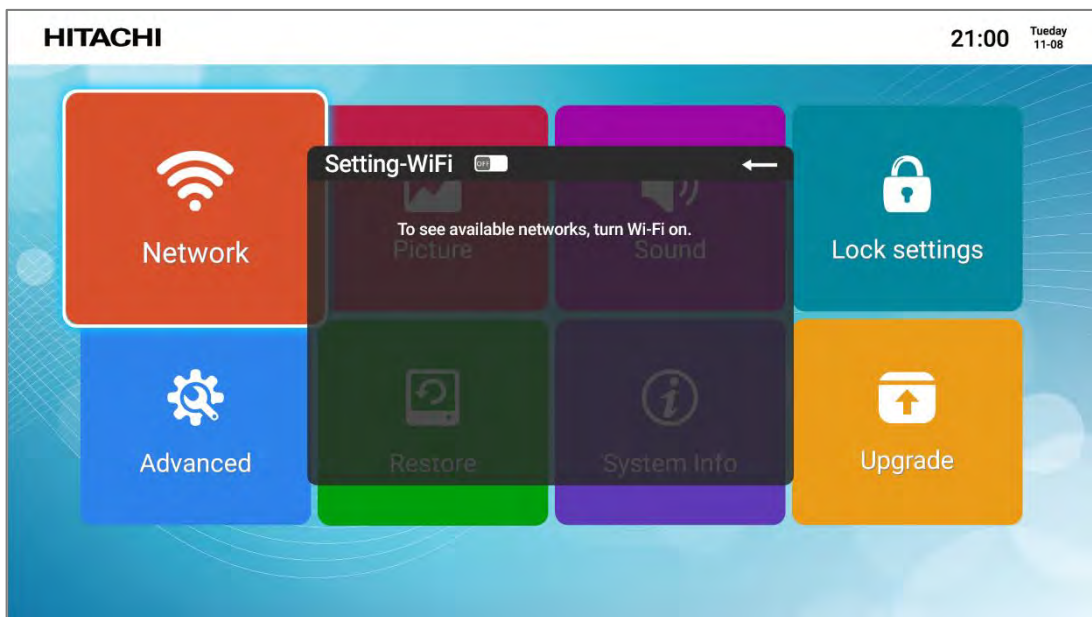 HITACHI
21:00
Tueday
11-08
Setting-WiFi OFF
To see available networks, turn Wi-Fi on.
Network
Picture
Sound
Lock settings
Advanced
Restore
System Info
Upgrade